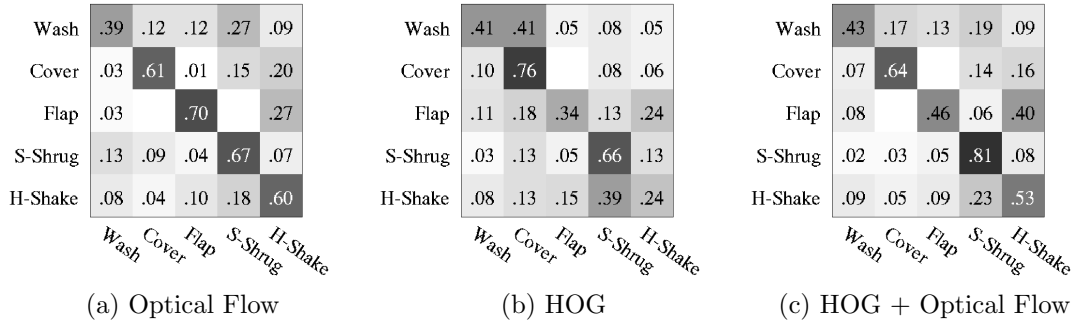 Wash .39 .12 .12 .27 .09
Cover .03 .61 .01 .15 .20
Flap .03 .70 .27
S-Shrug .13 .09 .04 .67 .07
H-Shake .08 .04 .10 .18 .60
Wash Cover Flap S-Shrug H-Shake
(a) Optical Flow
Wash .41 .41 .05 .08 .05
Cover .10 .76 .08 .06
Flap .11 .18 .34 .13 .24
S-Shrug .03 .13 .05 .66 .13
H-Shake .08 .13 .15 .39 .24
Wash Cover Flap S-Shrug H-Shake
(b) HOG
Wash .43 .17 .13 .19 .09
Cover .07 .64 .14 .16
Flap .08 .46 .06 .40
S-Shrug .02 .03 .05 .81 .08
H-Shake .09 .05 .09 .23 .53
Wash Cover Flap S-Shrug H-Shake
(c) HOG + Optical Flow